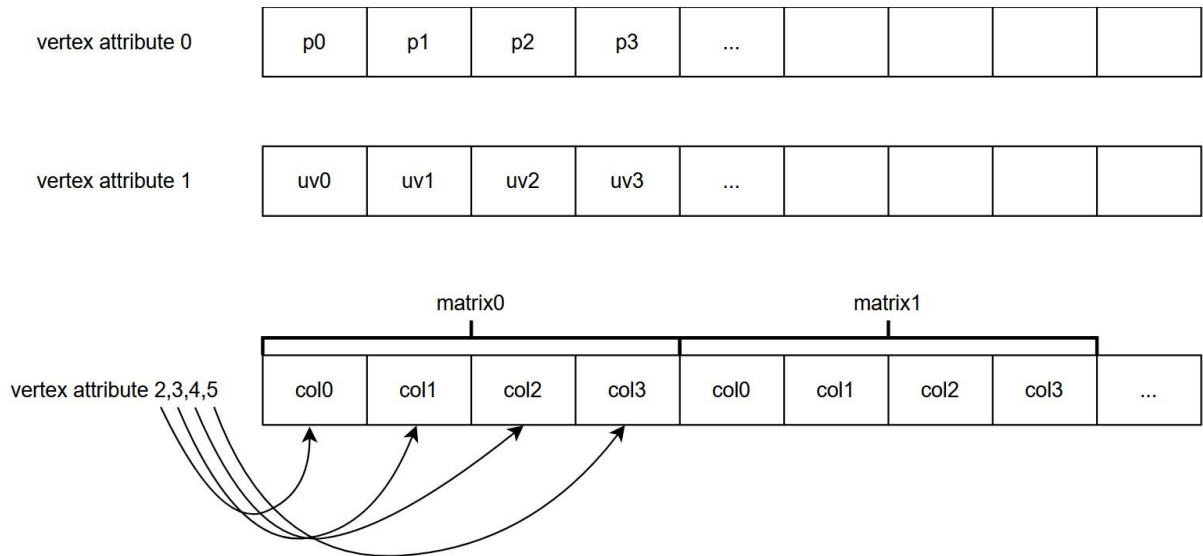 vertex attribute 0 p0 p1 p2 p3 ...
vertex attribute 1 uv0 uv1 uv2 uv3 ...
matrix0 matrix1
vertex attribute 2,3,4,5 col0 col1 col2 col3 col0 col1 col2 col3 ...